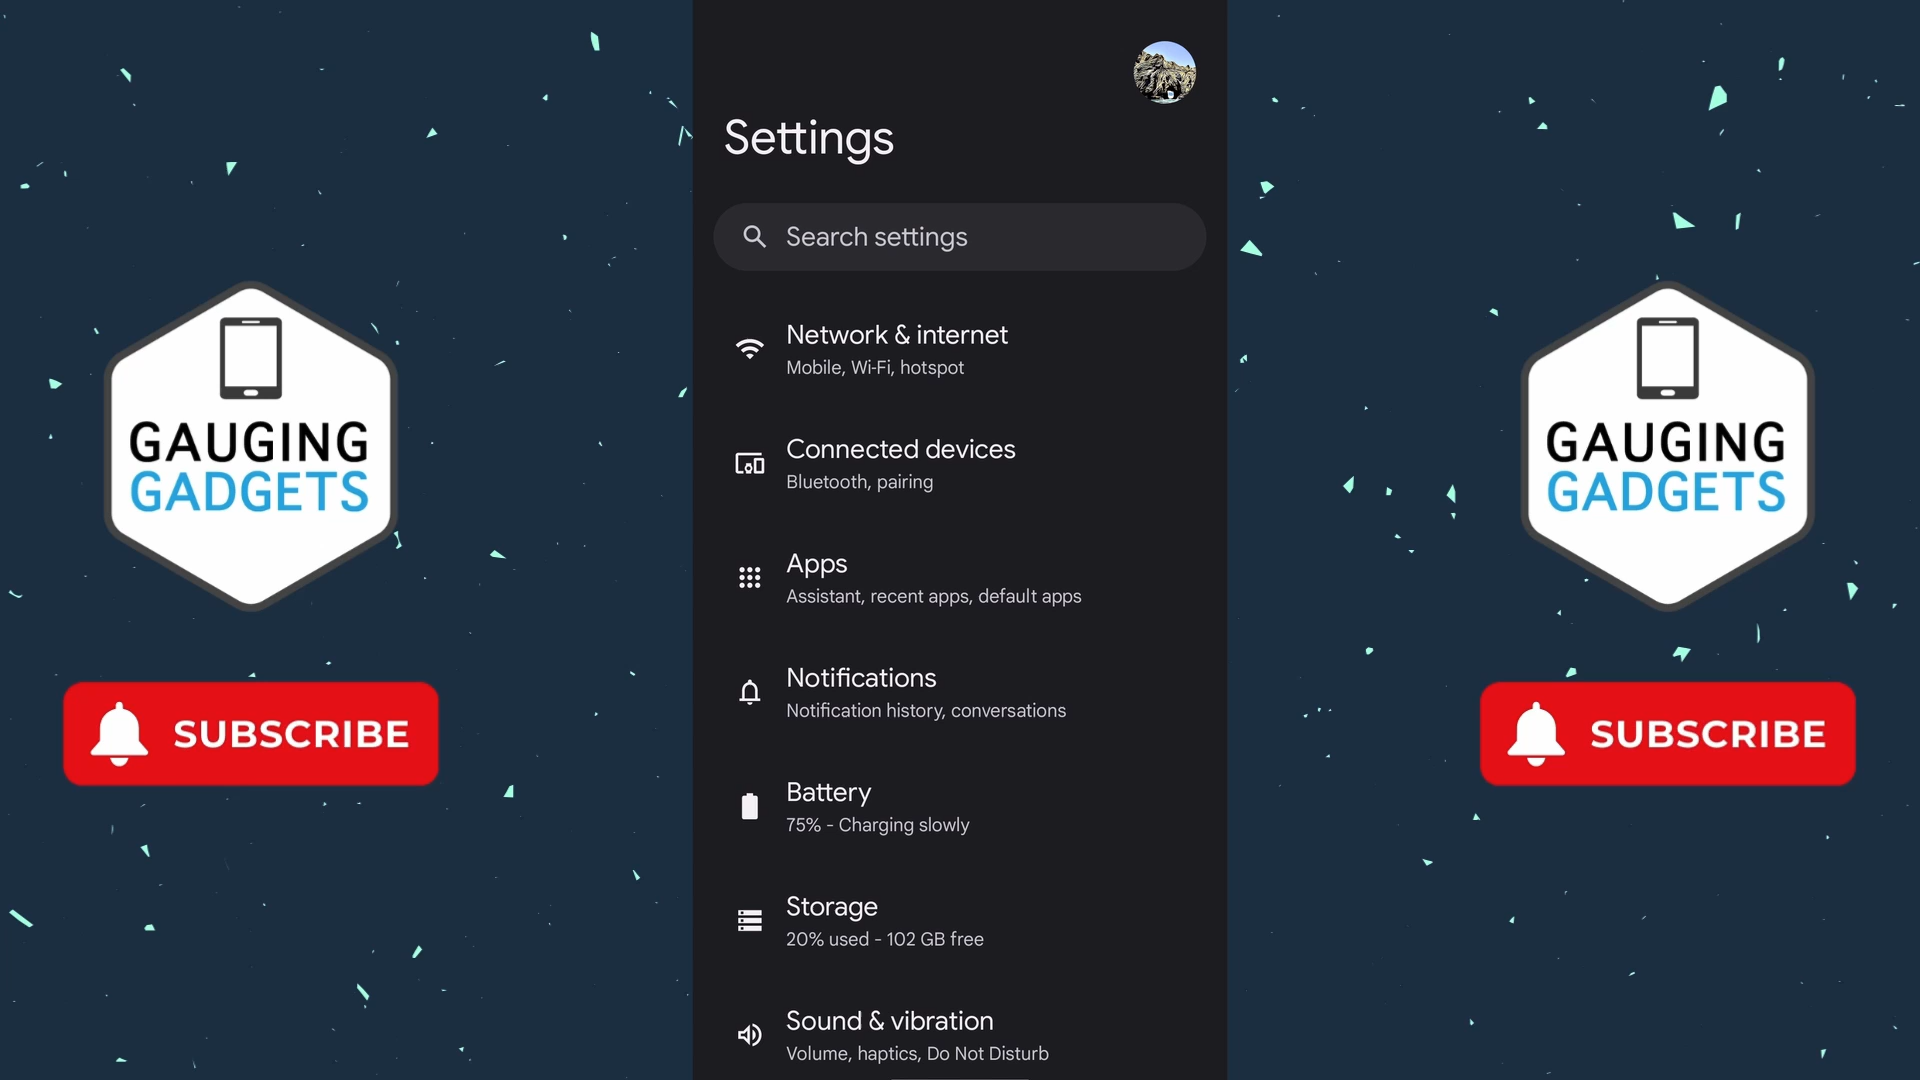 Settings
Search settings
Network & internet
Mobile, Wi-Fi, hotspot
Connected devices
Bluetooth, pairing
Apps
Assistant, recent apps, default apps
Notifications
Notification history, conversations
Battery
75% - Charging slowly
Storage
20% used - 102 GB free
Sound & vibration
Volume, haptics, Do Not Disturb
GAUGING
GADGETS
SUBSCRIBE
GAUGING
GADGETS
SUBSCRIBE